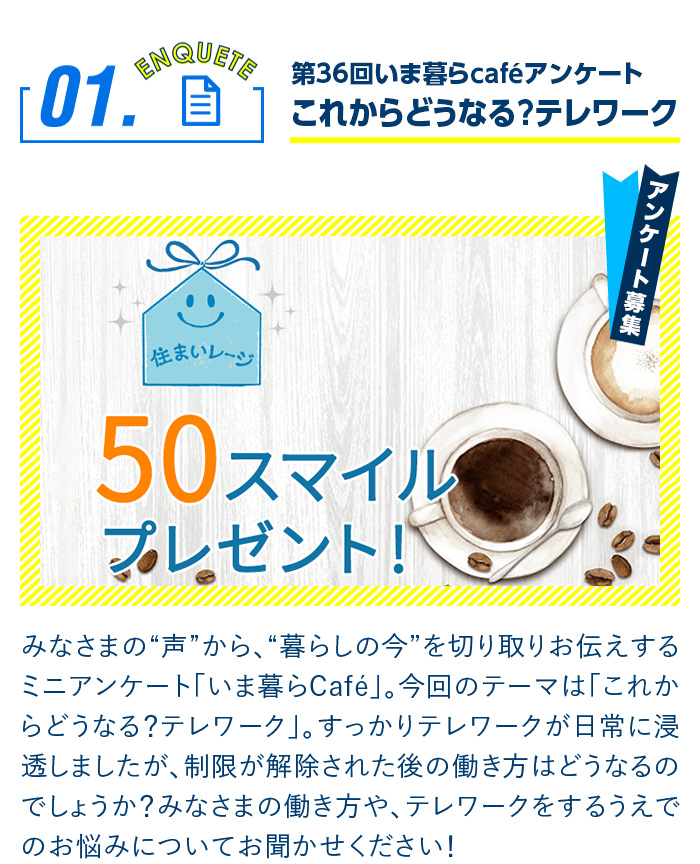 01.
ENQUETE
第36回いま暮らcaféアンケート
これからどうなる?テレワーク
アンケート募集
住まいレージ
50スマイル
プレゼント!
みなさまの“声”から、“暮らしの今”を切り取りお伝えする
ミニアンケート「いま暮らCafé」。今回のテーマは「これか
らどうなる?テレワーク」。すっかりテレワークが日常に浸
透しましたが、制限が解除された後の働き方はどうなるの
でしょうか?みなさまの働き方や、テレワークをするうえで
のお悩みについてお聞かせください!